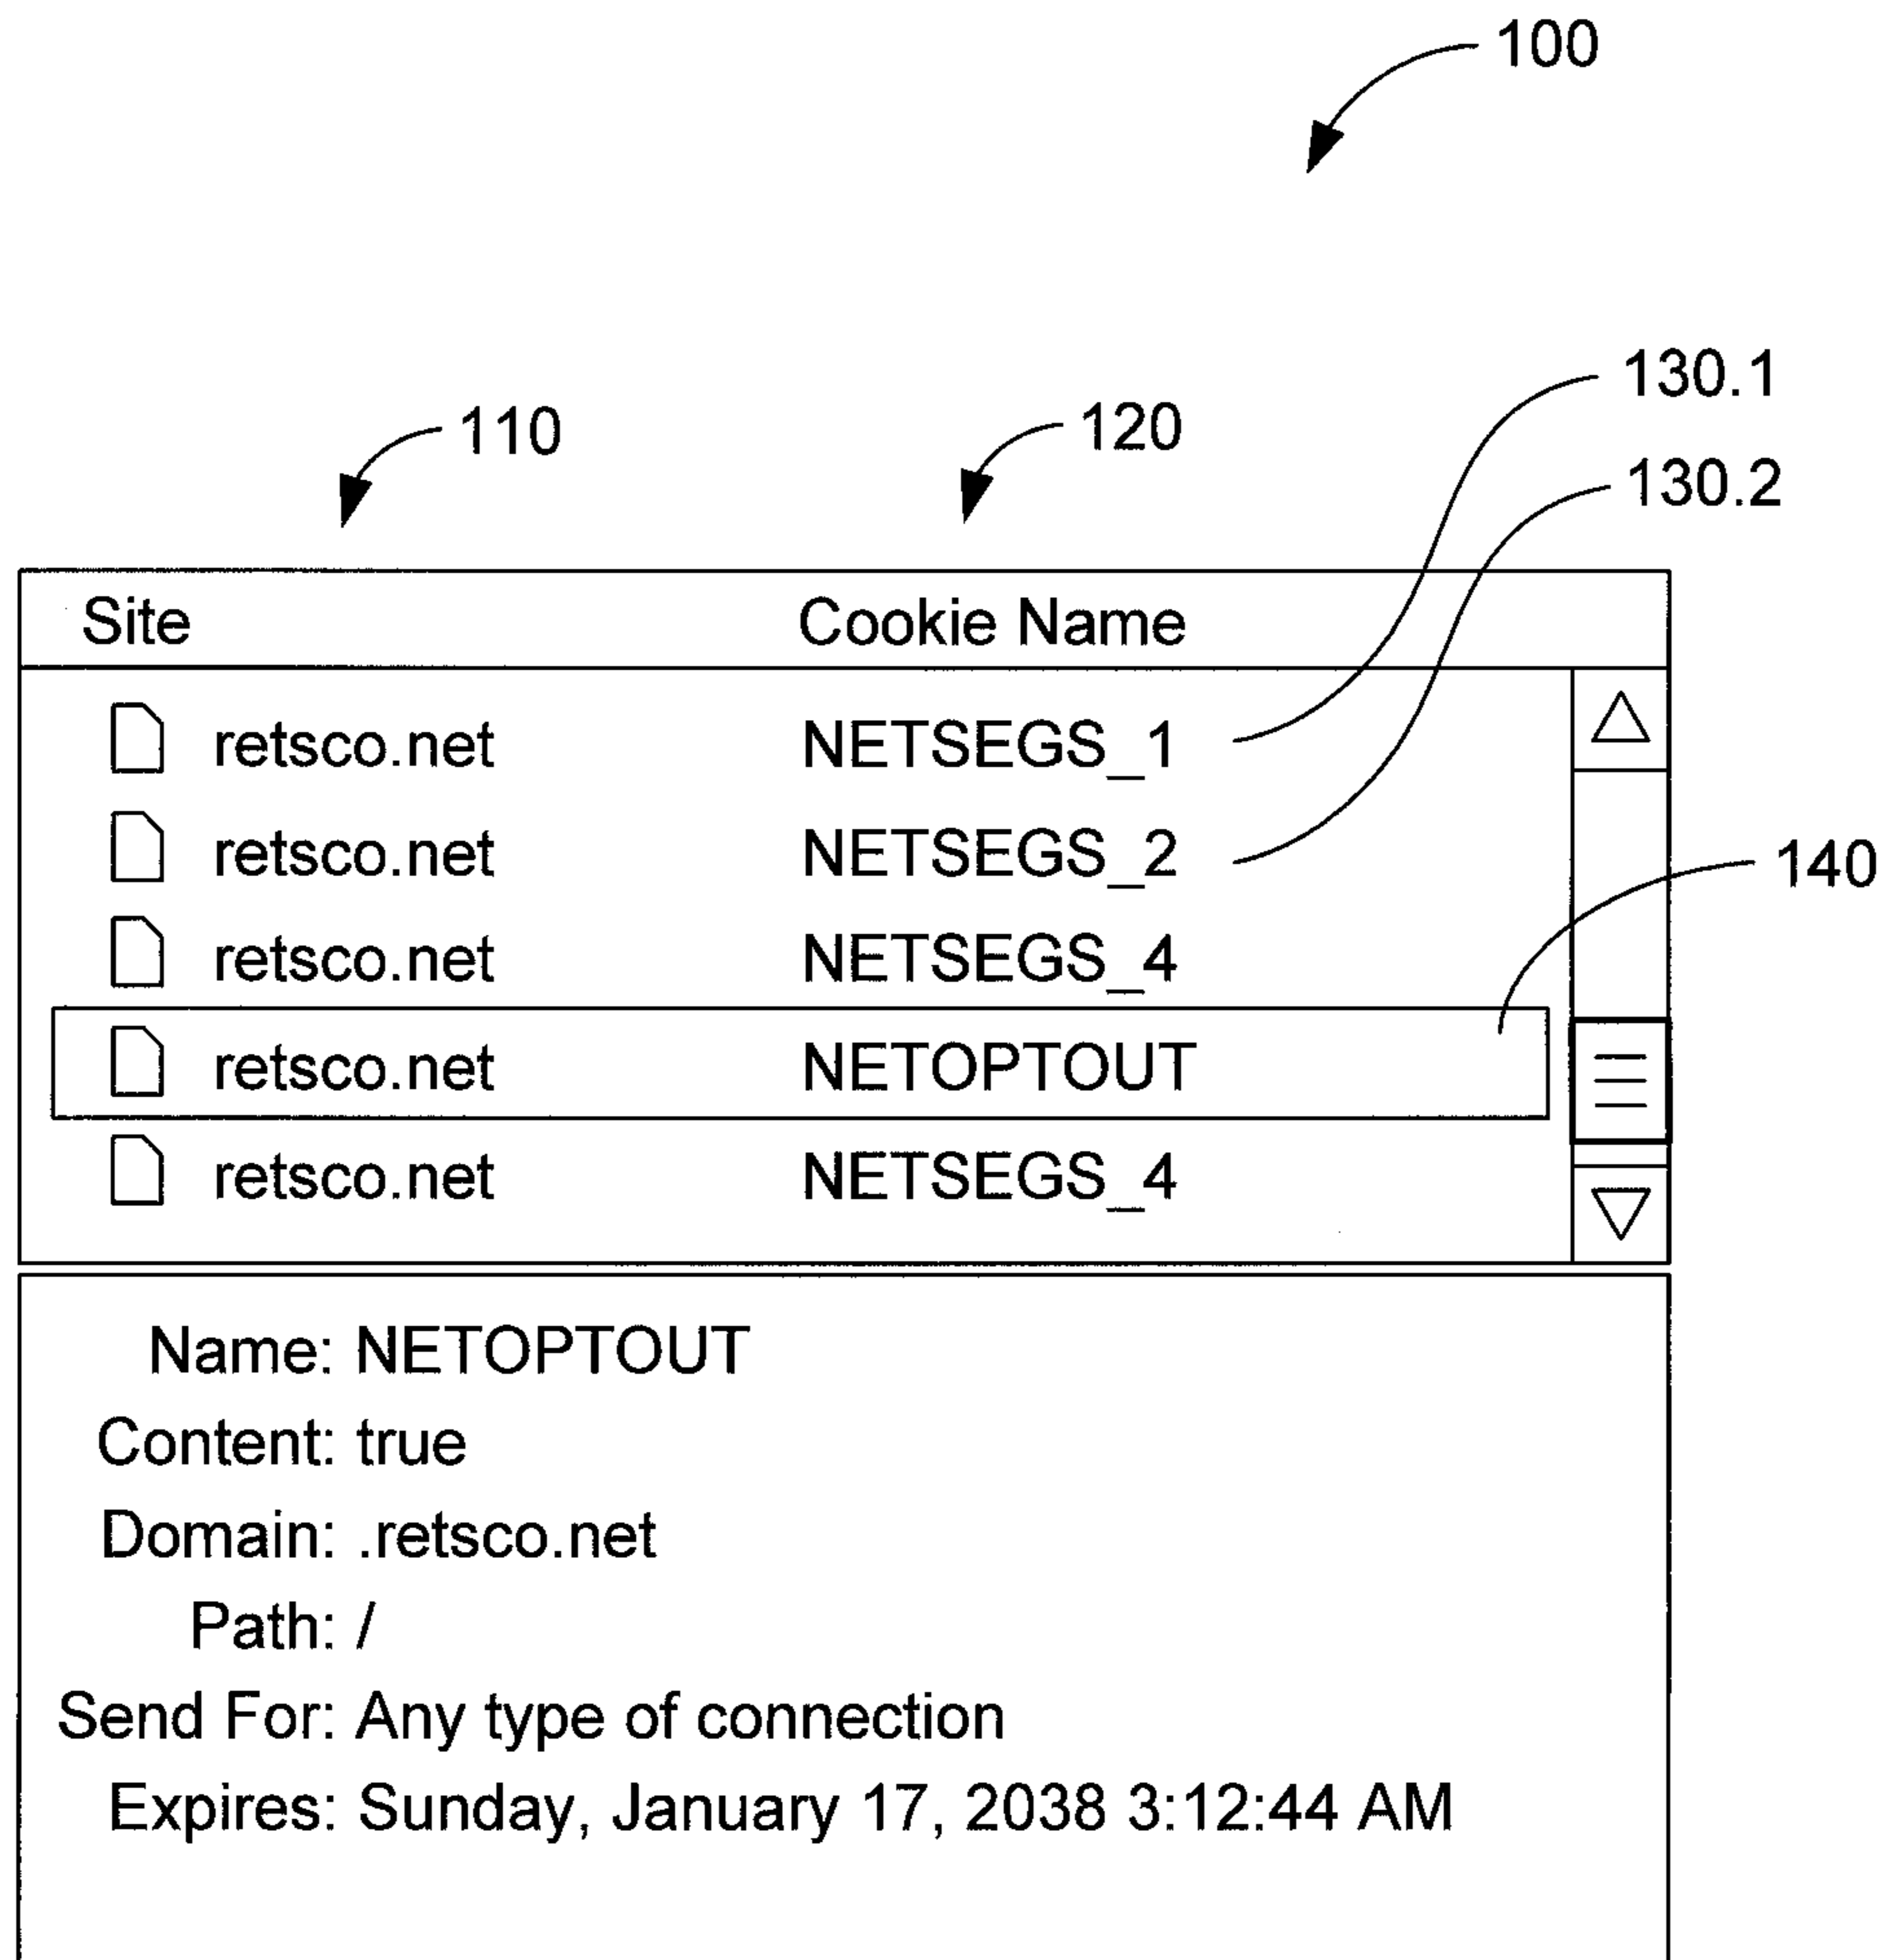 100
130.1
110 120
130.2
Site Cookie Name
retsco.net NETSEGS_1
retsco.net NETSEGS_2
140
retsco.net NETSEGS_4
retsco.net NETOPTOUT
retsco.net NETSEGS_4
Name: NETOPTOUT
Content: true
Domain: .retsco.net
Path: /
Send For: Any type of connection
Expires: Sunday, January 17, 2038 3:12:44 AM